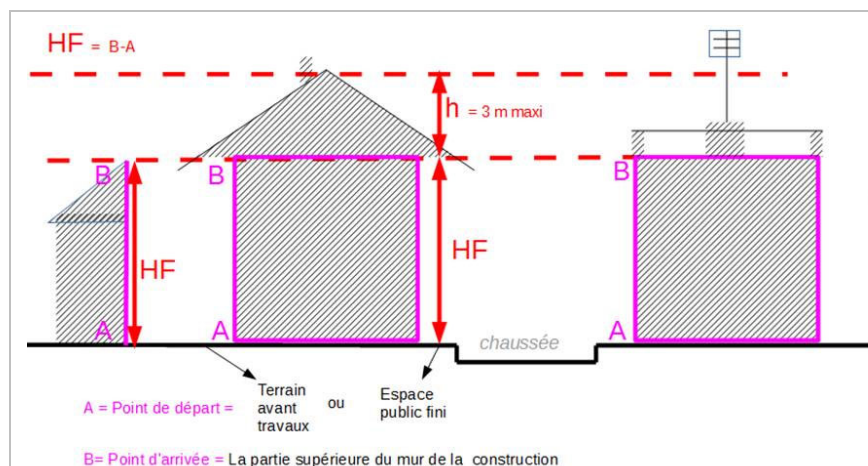 HF = B-A
h = 3 m maxi
B
B
B
HF
HF
A
A
A
chaussée
A = Point de départ =
Terrain
avant
travaux
ou
Espace
public fini
B= Point d'arrivée = La partie supérieure du mur de la construction